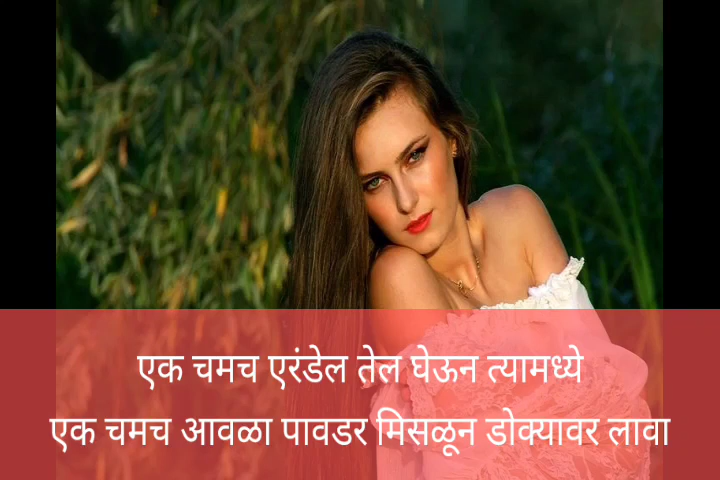 एक चमच एरंडेल तेल घेऊन त्यामध्ये
एक चमच आवळा पावडर मिसळून डोक्यावर लावा